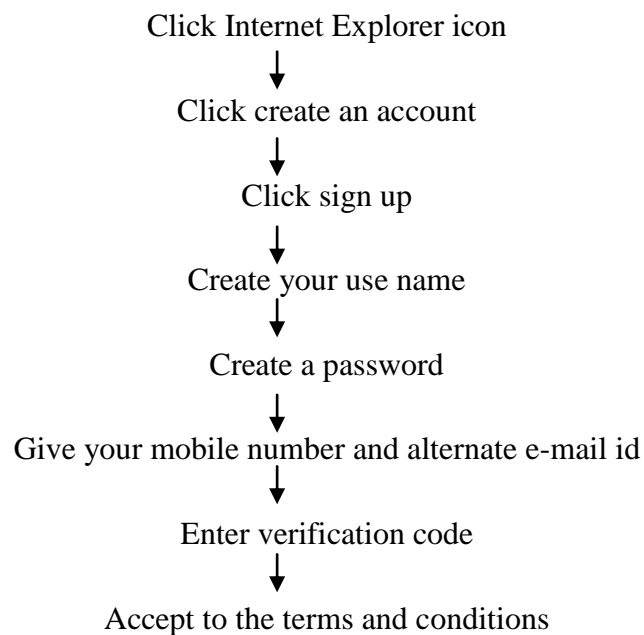 Click Internet Explorer icon
Click create an account
Click sign up
Create your use name
Create a password
Give your mobile number and alternate e-mail id
Enter verification code
Accept to the terms and conditions